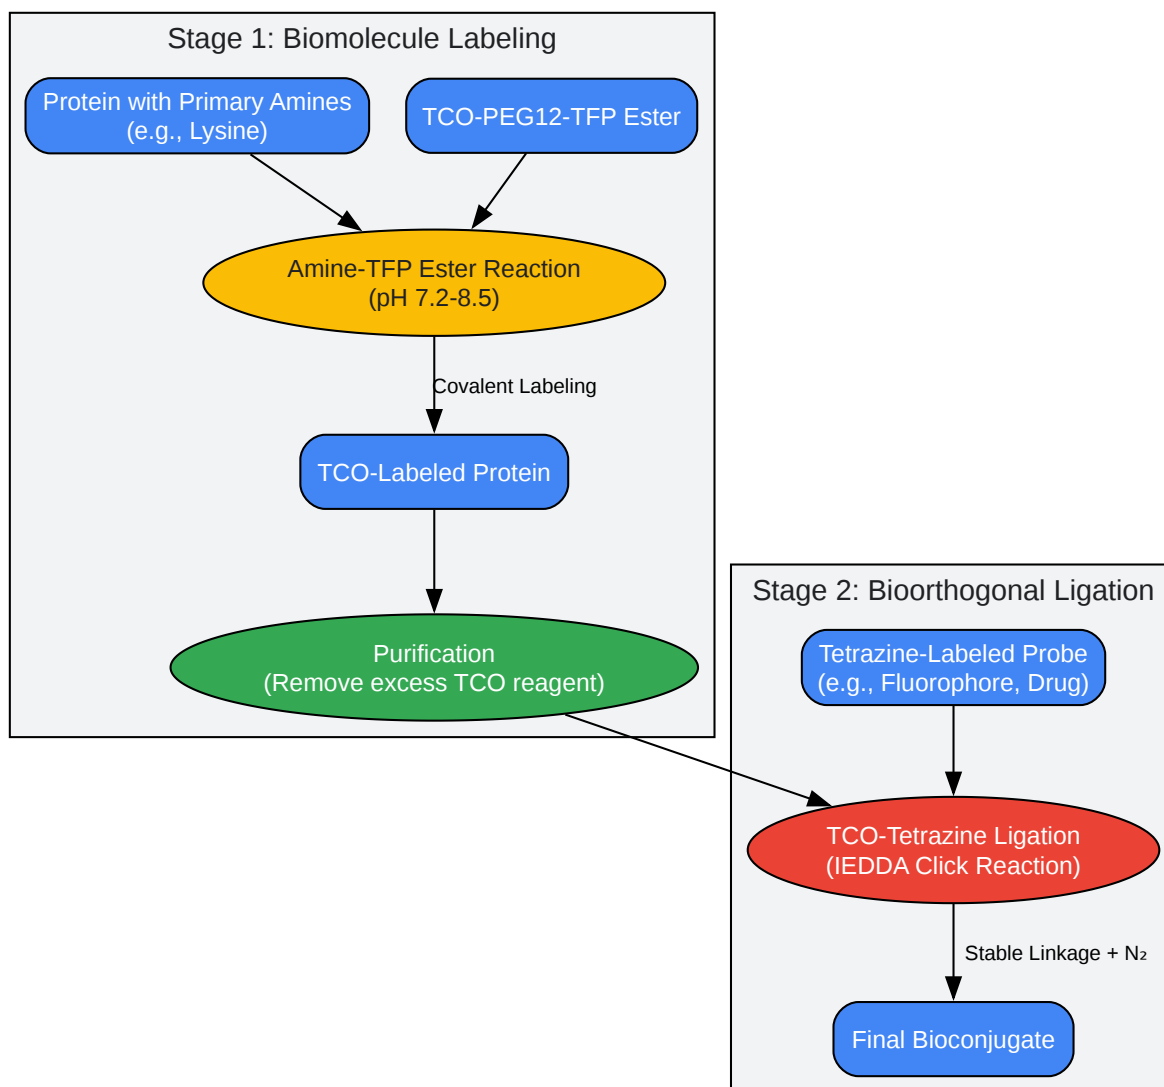 Stage 1: Biomolecule Labeling
Protein with Primary Amines
(e.g., Lysine)
TCO-PEG12-TFP Ester
Amine-TFP Ester Reaction
(pH 7.2-8.5)
Covalent Labeling
TCO-Labeled Protein
Purification
(Remove excess TCO reagent)
Stage 2: Bioorthogonal Ligation
Tetrazine-Labeled Probe
(e.g., Fluorophore, Drug)
TCO-Tetrazine Ligation
(IEDDA Click Reaction)
Stable Linkage + N₂
Final Bioconjugate